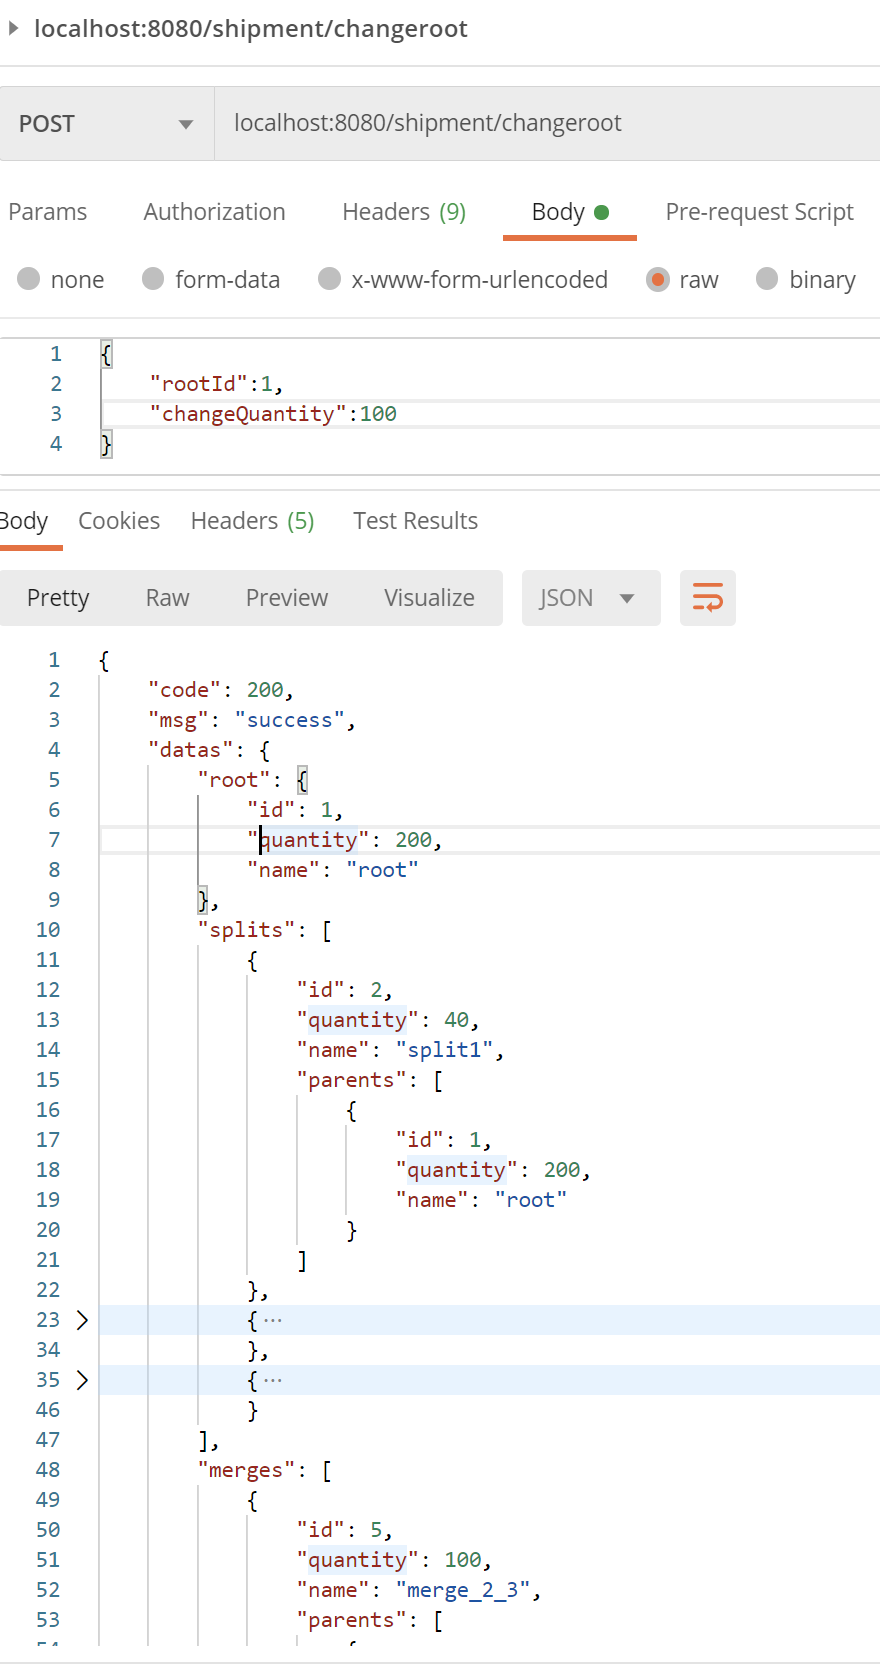 localhost:8080/shipment/changeroot
POST localhost:8080/shipment/changeroot
Params Authorization Headers (9) Body Pre-request Script
none form-data x-www-form-urlencoded raw binary
1 {
2 "rootId":1,
3 "changeQuantity":100
4 }
Body Cookies Headers (5) Test Results
Pretty Raw Preview Visualize JSON
1 {
2 "code": 200,
3 "msg": "success",
4 "datas": {
5 "root": {
6 "id": 1,
7 "quantity": 200,
8 "name": "root"
9 },
10 "splits": [
11 {
12 "id": 2,
13 "quantity": 40,
14 "name": "split1",
15 "parents": [
16 {
17 "id": 1,
18 "quantity": 200,
19 "name": "root"
20 }
21 ]
22 },
23 {···
34 },
35 {···
46 }
47 ],
48 "merges": [
49 {
50 "id": 5,
51 "quantity": 100,
52 "name": "merge_2_3",
53 "parents": [